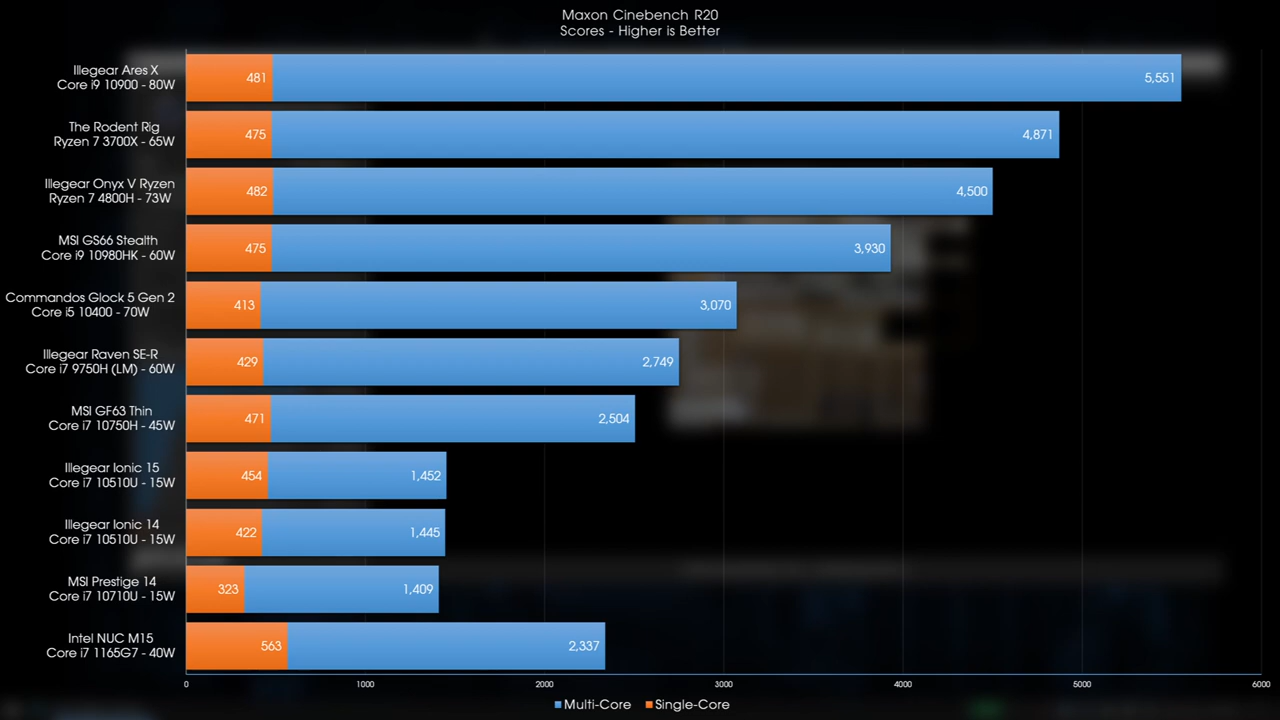 Maxon Cinebench R20
Scores - Higher is Better
Illegear Ares X
Core i9 10900 - 80W
481
5,551
The Rodent Rig
Ryzen 7 3700X - 65W
475
4,871
Illegear Onyx V Ryzen
Ryzen 7 4800H - 73W
482
4,500
MSI GS66 Stealth
Core i9 10980HK - 60W
475
3,930
Commandos Glock 5 Gen 2
Core i5 10400 - 70W
413
3,070
Illegear Raven SE-R
Core i7 9750H (LM) - 60W
429
2,749
MSI GF63 Thin
Core i7 10750H - 45W
471
2,504
Illegear Ionic 15
Core i7 10510U - 15W
454
1,452
Illegear Ionic 14
Core i7 10510U - 15W
422
1,445
MSI Prestige 14
Core i7 10710U - 15W
323
1,409
Intel NUC M15
Core i7 1165G7 - 40W
563
2,337
0 1000 2000 3000 4000 5000 6000
Multi-Core Single-Core